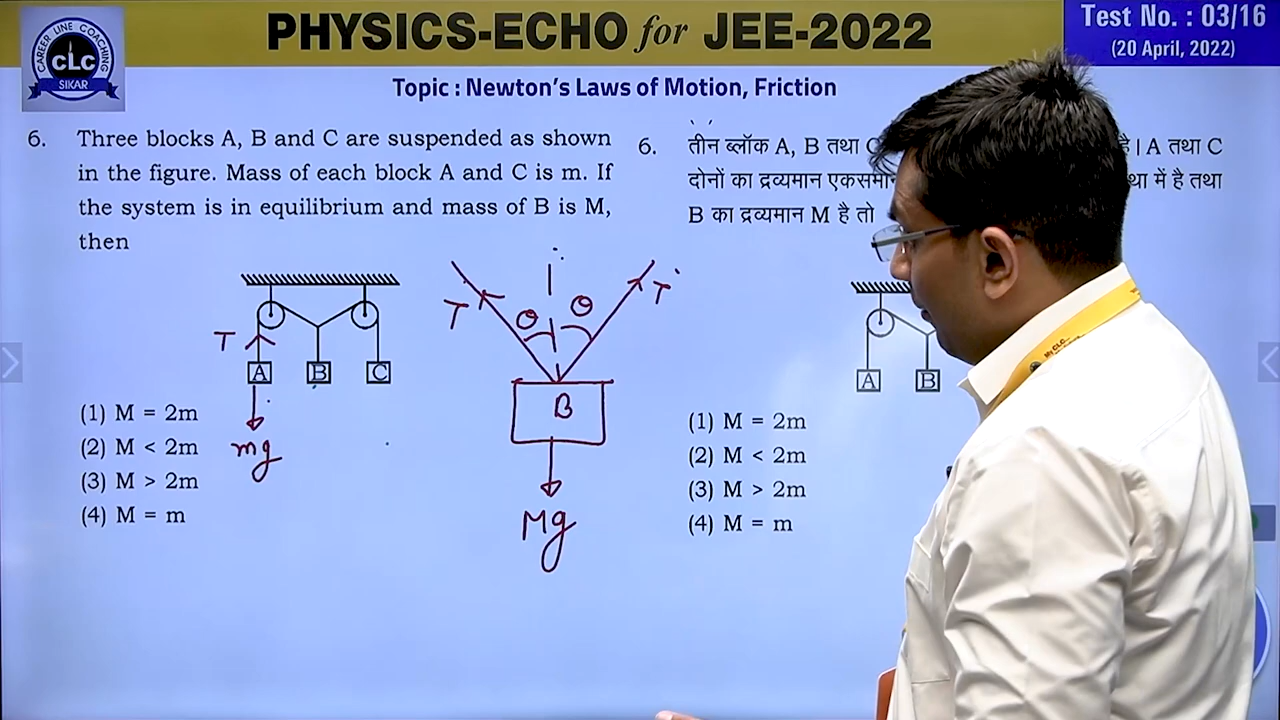 PHYSICS-ECHO for JEE-2022
Test No. : 03/16
(20 April, 2022)
CAREER LINE COACHING
CLC
SIKAR
Topic : Newton's Laws of Motion, Friction
6. Three blocks A, B and C are suspended as shown
in the figure. Mass of each block A and C is m. If
the system is in equilibrium and mass of B is M,
then
T
A B C
mg
(1) M = 2m
(2) M < 2m
(3) M > 2m
(4) M = m
T θ θ T
B
Mg
6. तीन ब्लॉक A, B तथा है। A तथा C
दोनों का द्रव्यमान में है तथा
B का द्रव्यमान M है तो
A B
(1) M = 2m
(2) M < 2m
(3) M > 2m
(4) M = m
My CLC